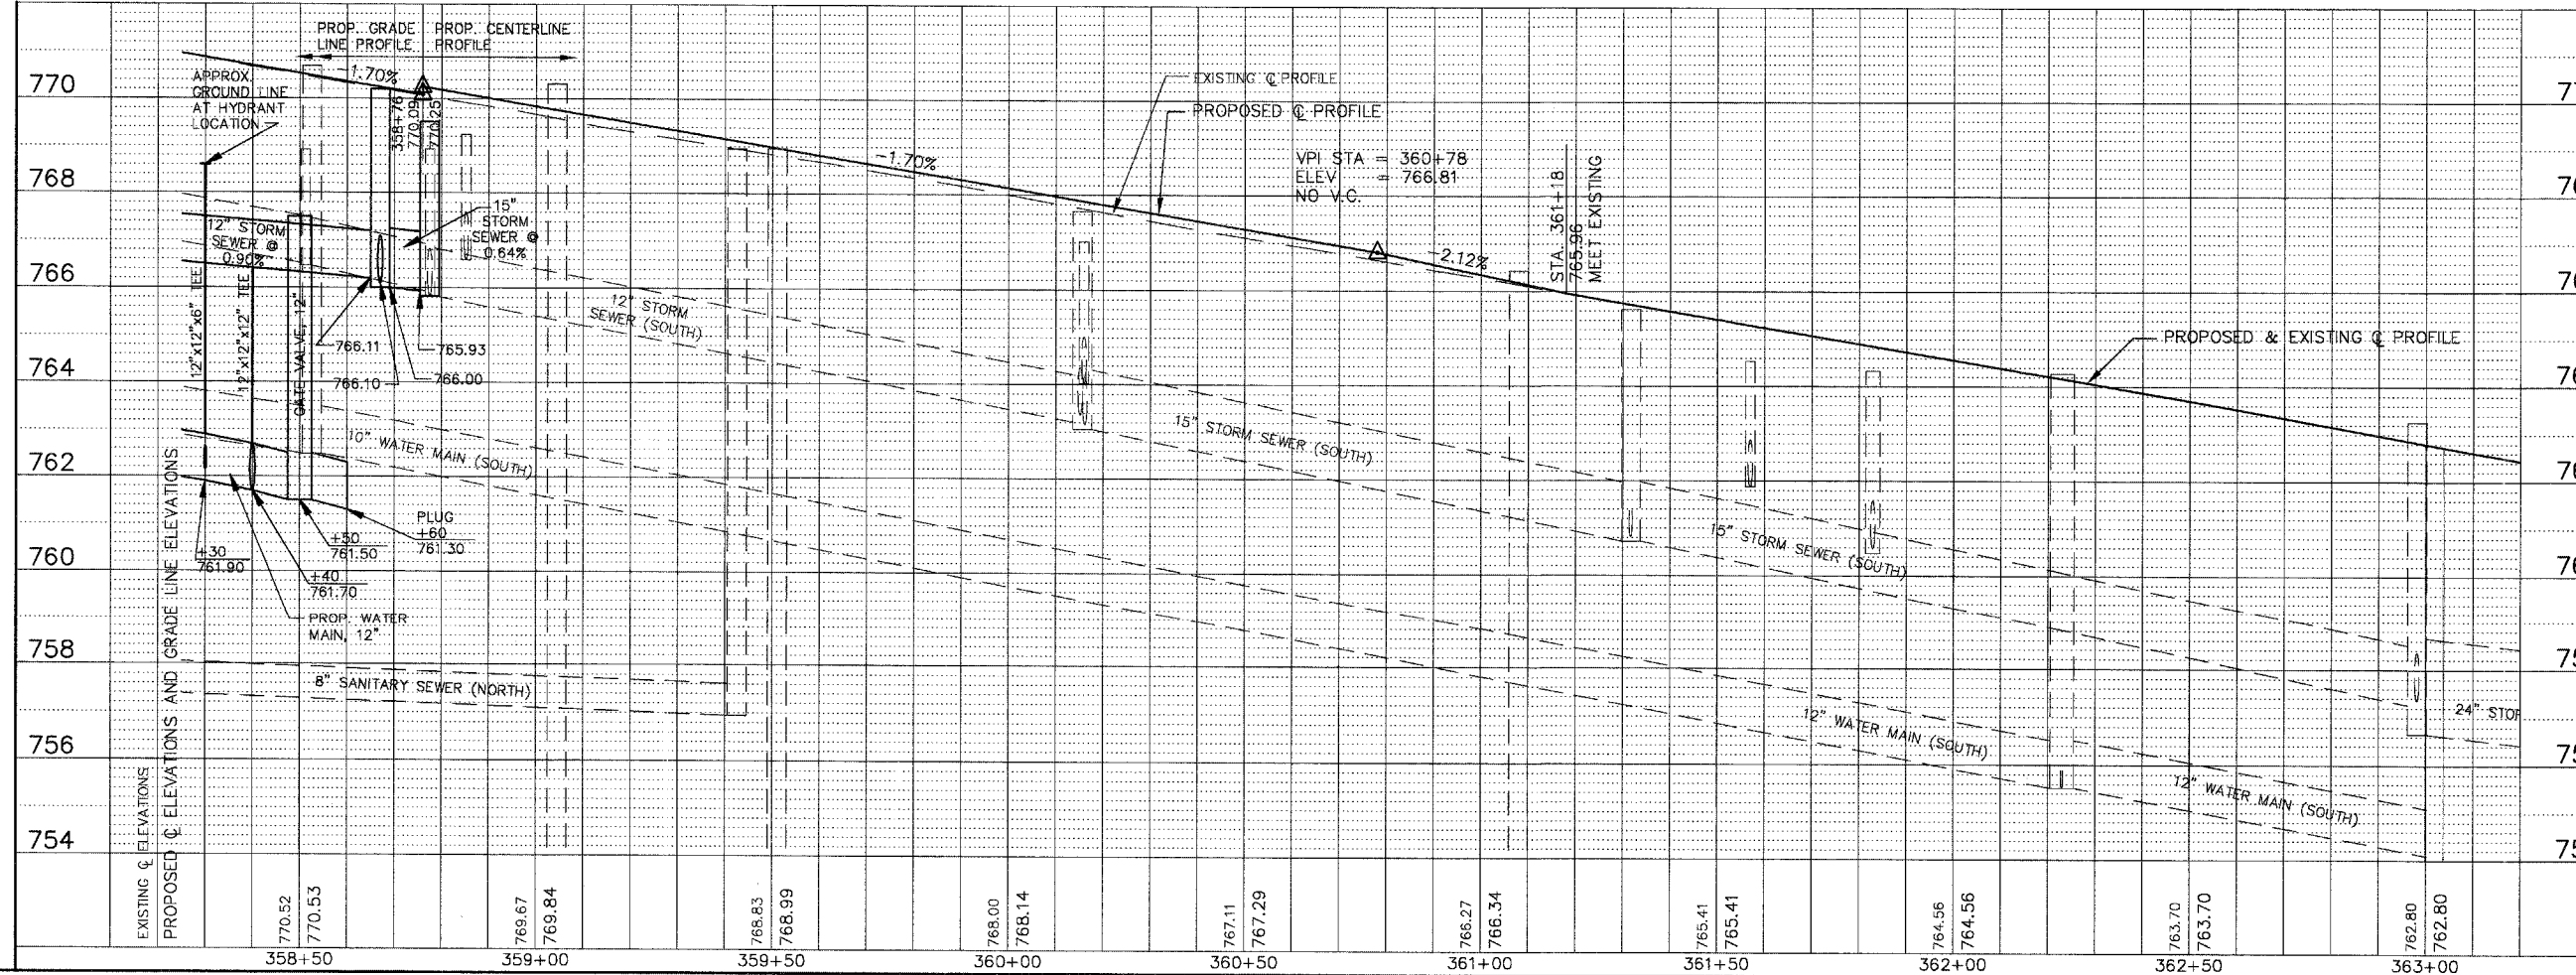 PROP. GRADE
LINE PROFILE
PROP. CENTERLINE
PROFILE
-1.70%
APPROX.
GROUND LINE
AT HYDRANT
LOCATION
770
768
766
764
762
760
758
756
754
358+76
770.09
770.25
15"
STORM
SEWER @
0.64%
12" STORM
SEWER @
0.90%
12"x12"x6" TEE
12"x12"x12" TEE
GATE VALVE, 12"
766.11
766.10
766.00
765.93
EXISTING ℄ PROFILE
PROPOSED ℄ PROFILE
-1.70%
VPI STA = 360+78
ELEV = 766.81
NO V.C.
-2.12%
STA. 361+18
765.96
MEET EXISTING
PROPOSED & EXISTING ℄ PROFILE
12" STORM
SEWER (SOUTH)
10" WATER MAIN (SOUTH)
15" STORM SEWER (SOUTH)
15" STORM SEWER (SOUTH)
12" WATER MAIN (SOUTH)
12" WATER MAIN (SOUTH)
24" STOR
PLUG
+60
761.30
+50
761.50
+40
761.70
+30
761.90
PROP. WATER
MAIN, 12"
8" SANITARY SEWER (NORTH)
EXISTING ℄ ELEVATIONS
PROPOSED ℄ ELEVATIONS AND GRADE LINE ELEVATIONS
770.52
770.53
769.67
769.84
768.83
768.99
768.00
768.14
767.11
767.29
766.27
766.34
765.41
765.41
764.56
764.56
763.70
763.70
762.80
762.80
358+50
359+00
359+50
360+00
360+50
361+00
361+50
362+00
362+50
363+00